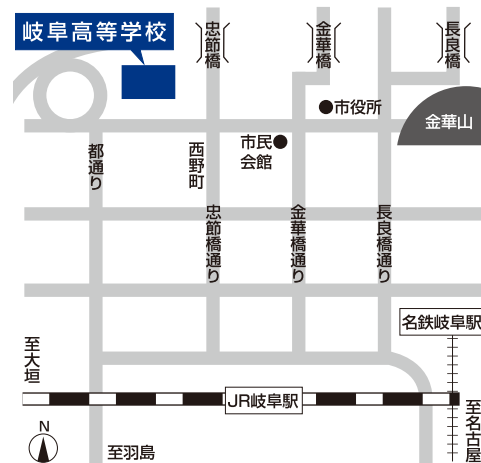 岐阜高等学校
忠節橋
金華橋
長良橋
●市役所
金華山
市民●
会館
都通り
西野町
忠節橋通り
金華橋通り
長良橋通り
名鉄岐阜駅
至大垣
JR岐阜駅
至名古屋
N
至羽島